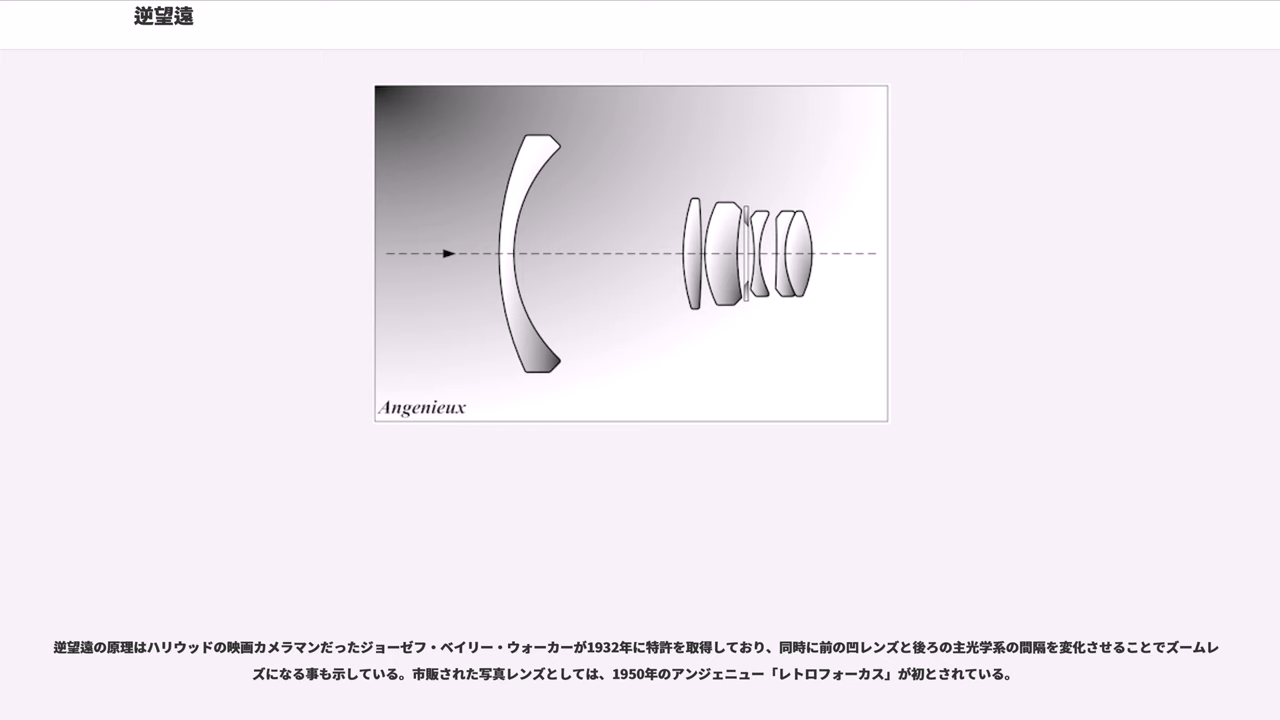 逆望遠
Angenieux
逆望遠の原理はハリウッドの映画カメラマンだったジョーゼフ・ベイリー・ウォーカーが1932年に特許を取得しており、同時に前の凹レンズと後ろの主光学系の間隔を変化させることでズームレ
ズになる事も示している。市販された写真レンズとしては、1950年のアンジェニュー「レトロフォーカス」が初とされている。